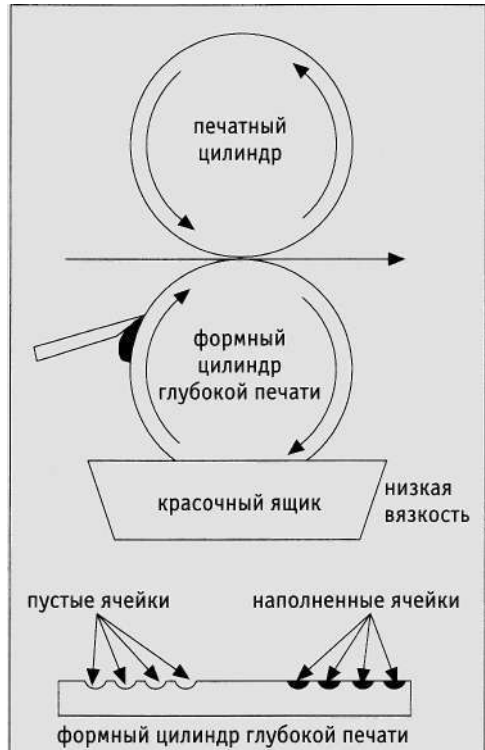 печатный
цилиндр
формный
цилиндр
глубокой печати
красочный ящик
низкая
вязкость
пустые ячейки
наполненные ячейки
формный цилиндр глубокой печати